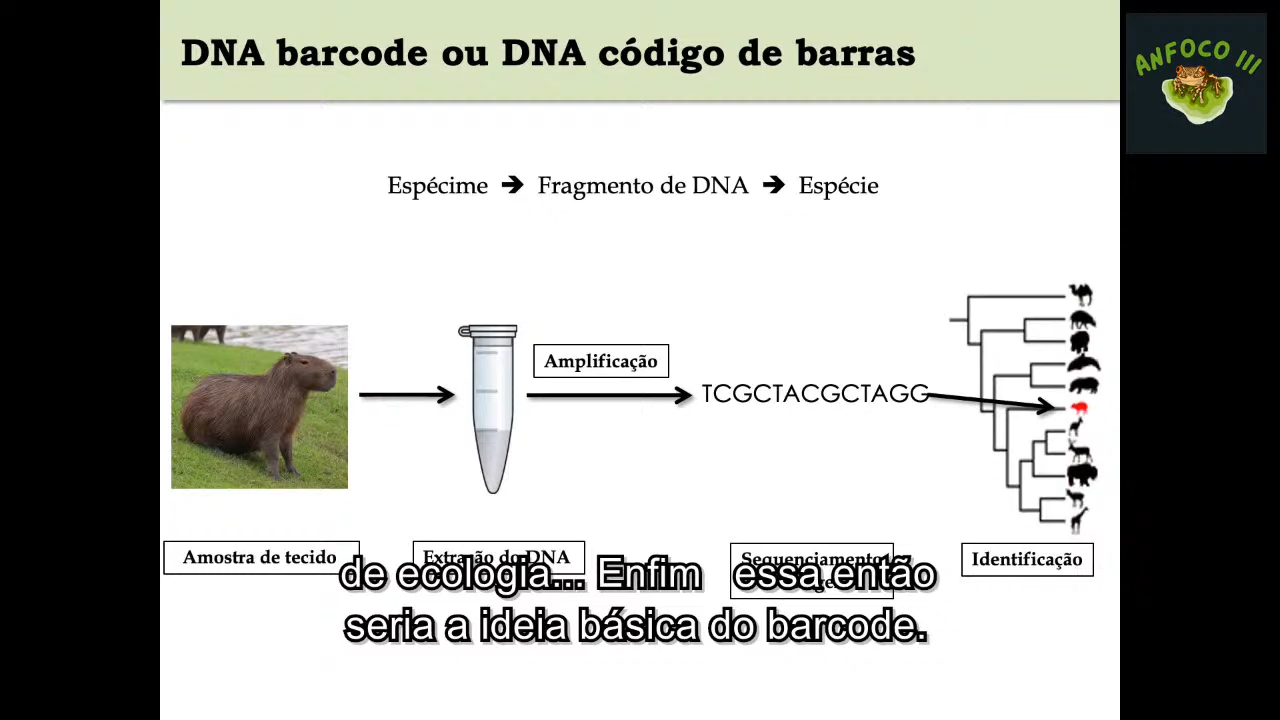 DNA barcode ou DNA código de barras
ANFOCO III
Espécime ➔ Fragmento de DNA ➔ Espécie
Amplificação
TCGCTACGCTAGG
Amostra de tecido
Extração do DNA
Sequenciamento
Identificação
de ecologia... Enfim essa então
seria a ideia básica do barcode.